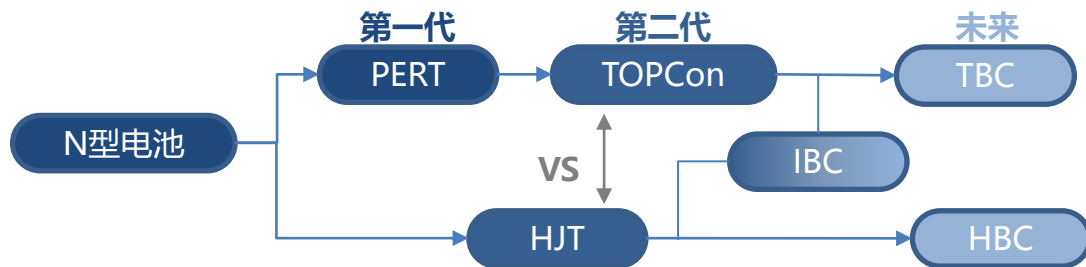 第一代
第二代
未来
PERT
TOPCon
TBC
N型电池
VS
IBC
HJT
HBC